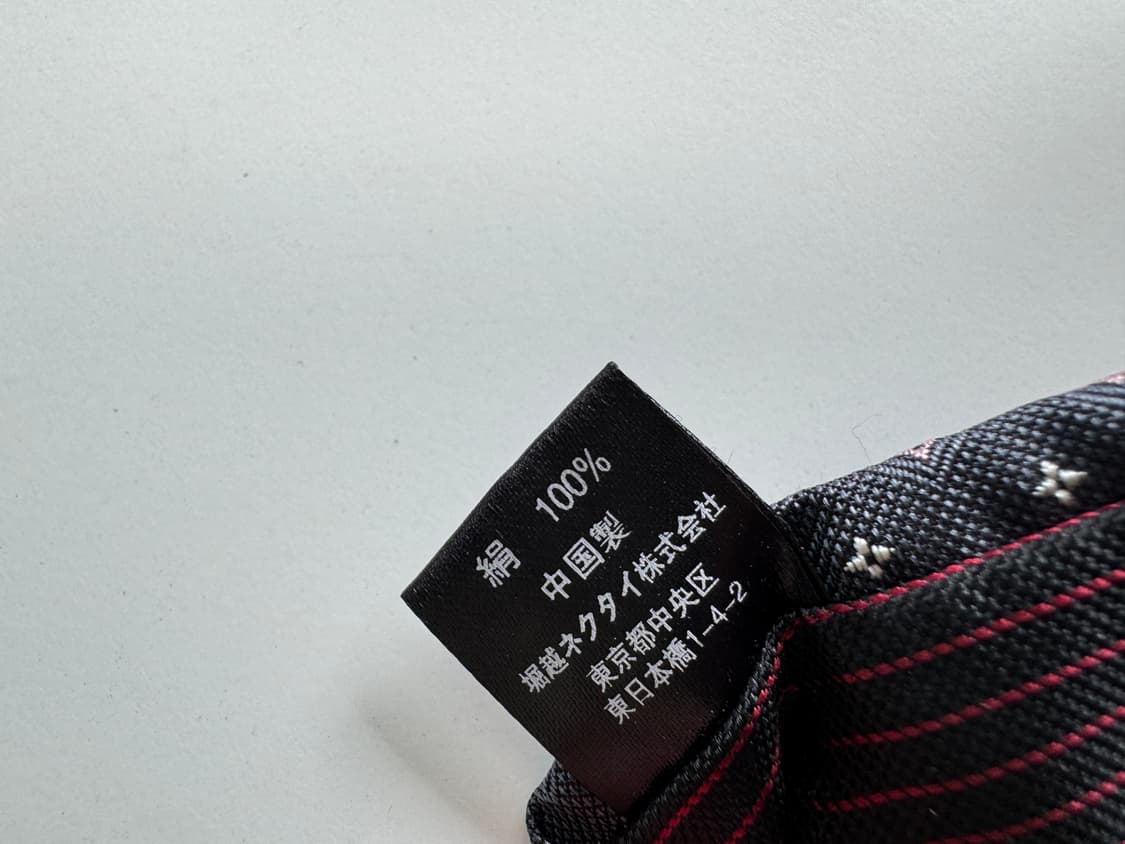 絹 100%
中国製
堀越ネクタイ株式会社
東京都中央区
東日本橋1-4-2